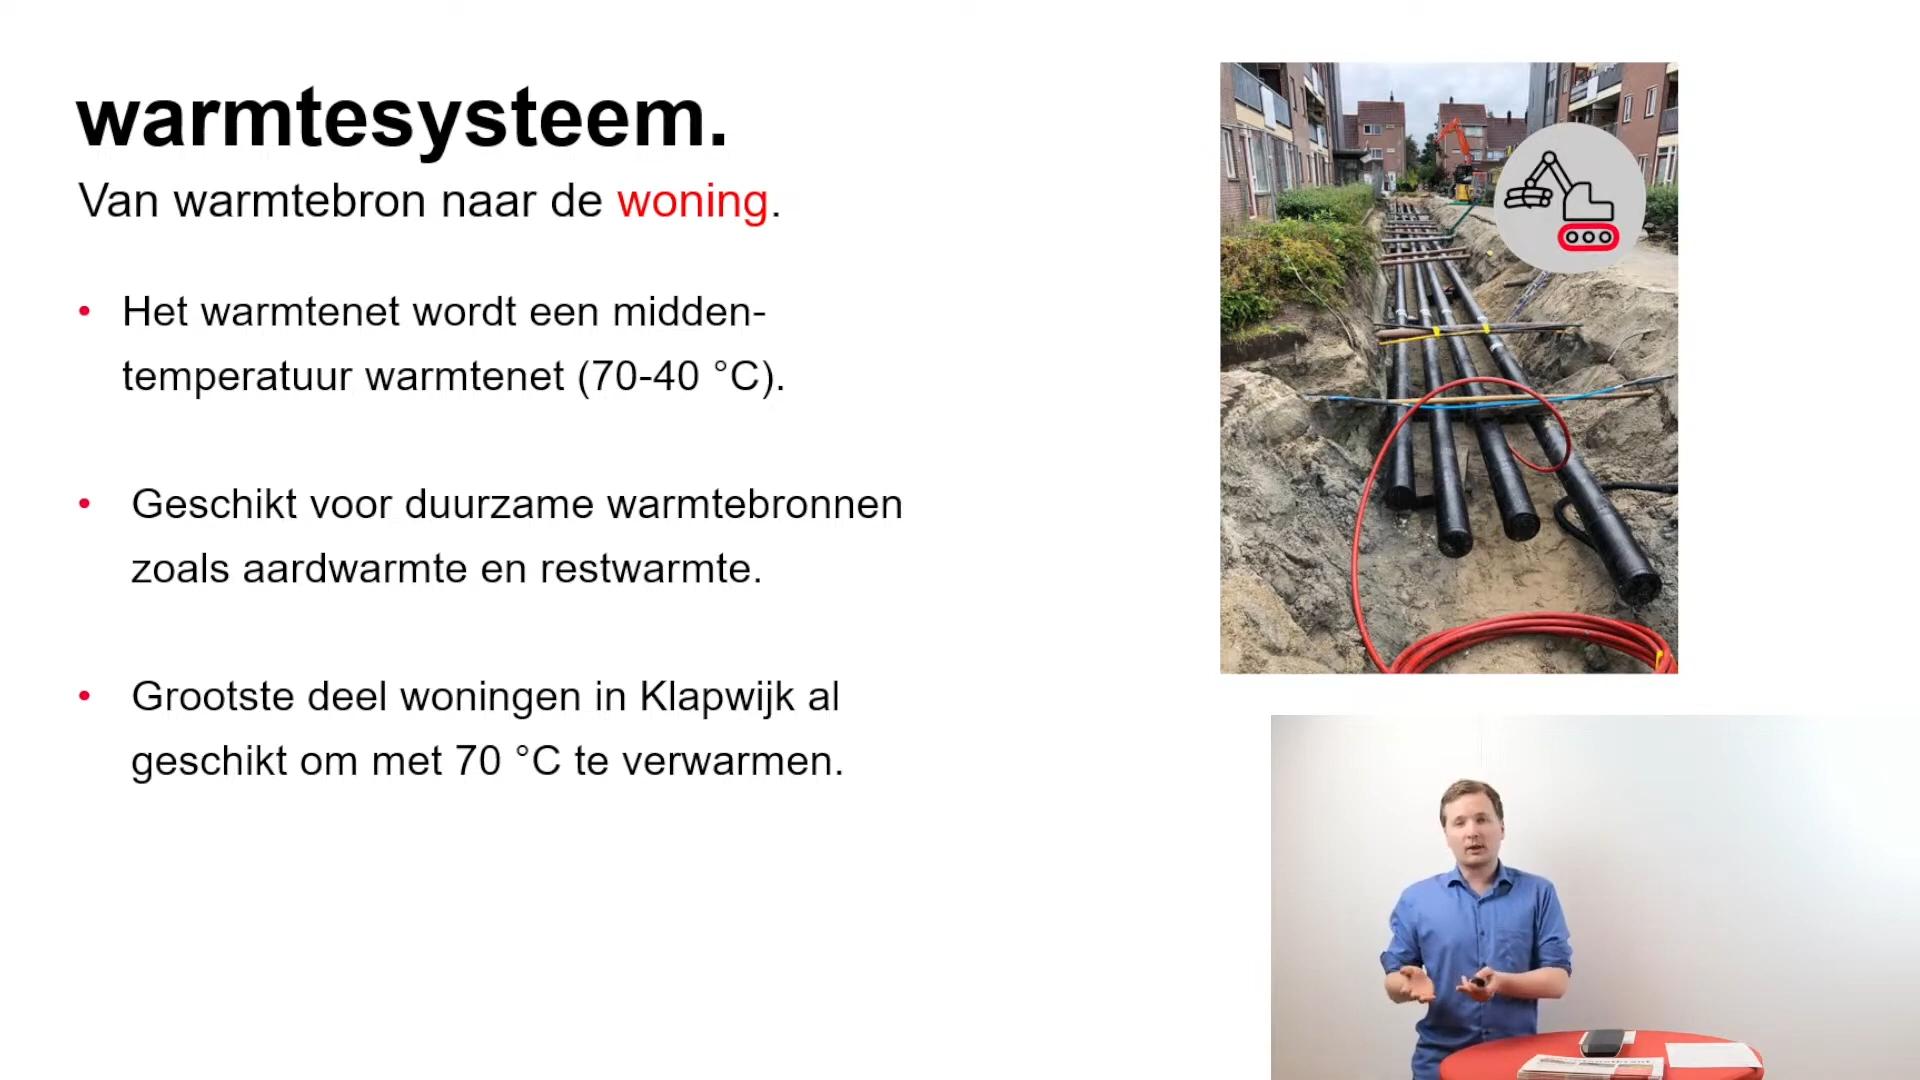 warmtesysteem.
Van warmtebron naar de woning.
• Het warmtenet wordt een midden-
temperatuur warmtenet (70-40 °C).
• Geschikt voor duurzame warmtebronnen
zoals aardwarmte en restwarmte.
• Grootste deel woningen in Klapwijk al
geschikt om met 70 °C te verwarmen.